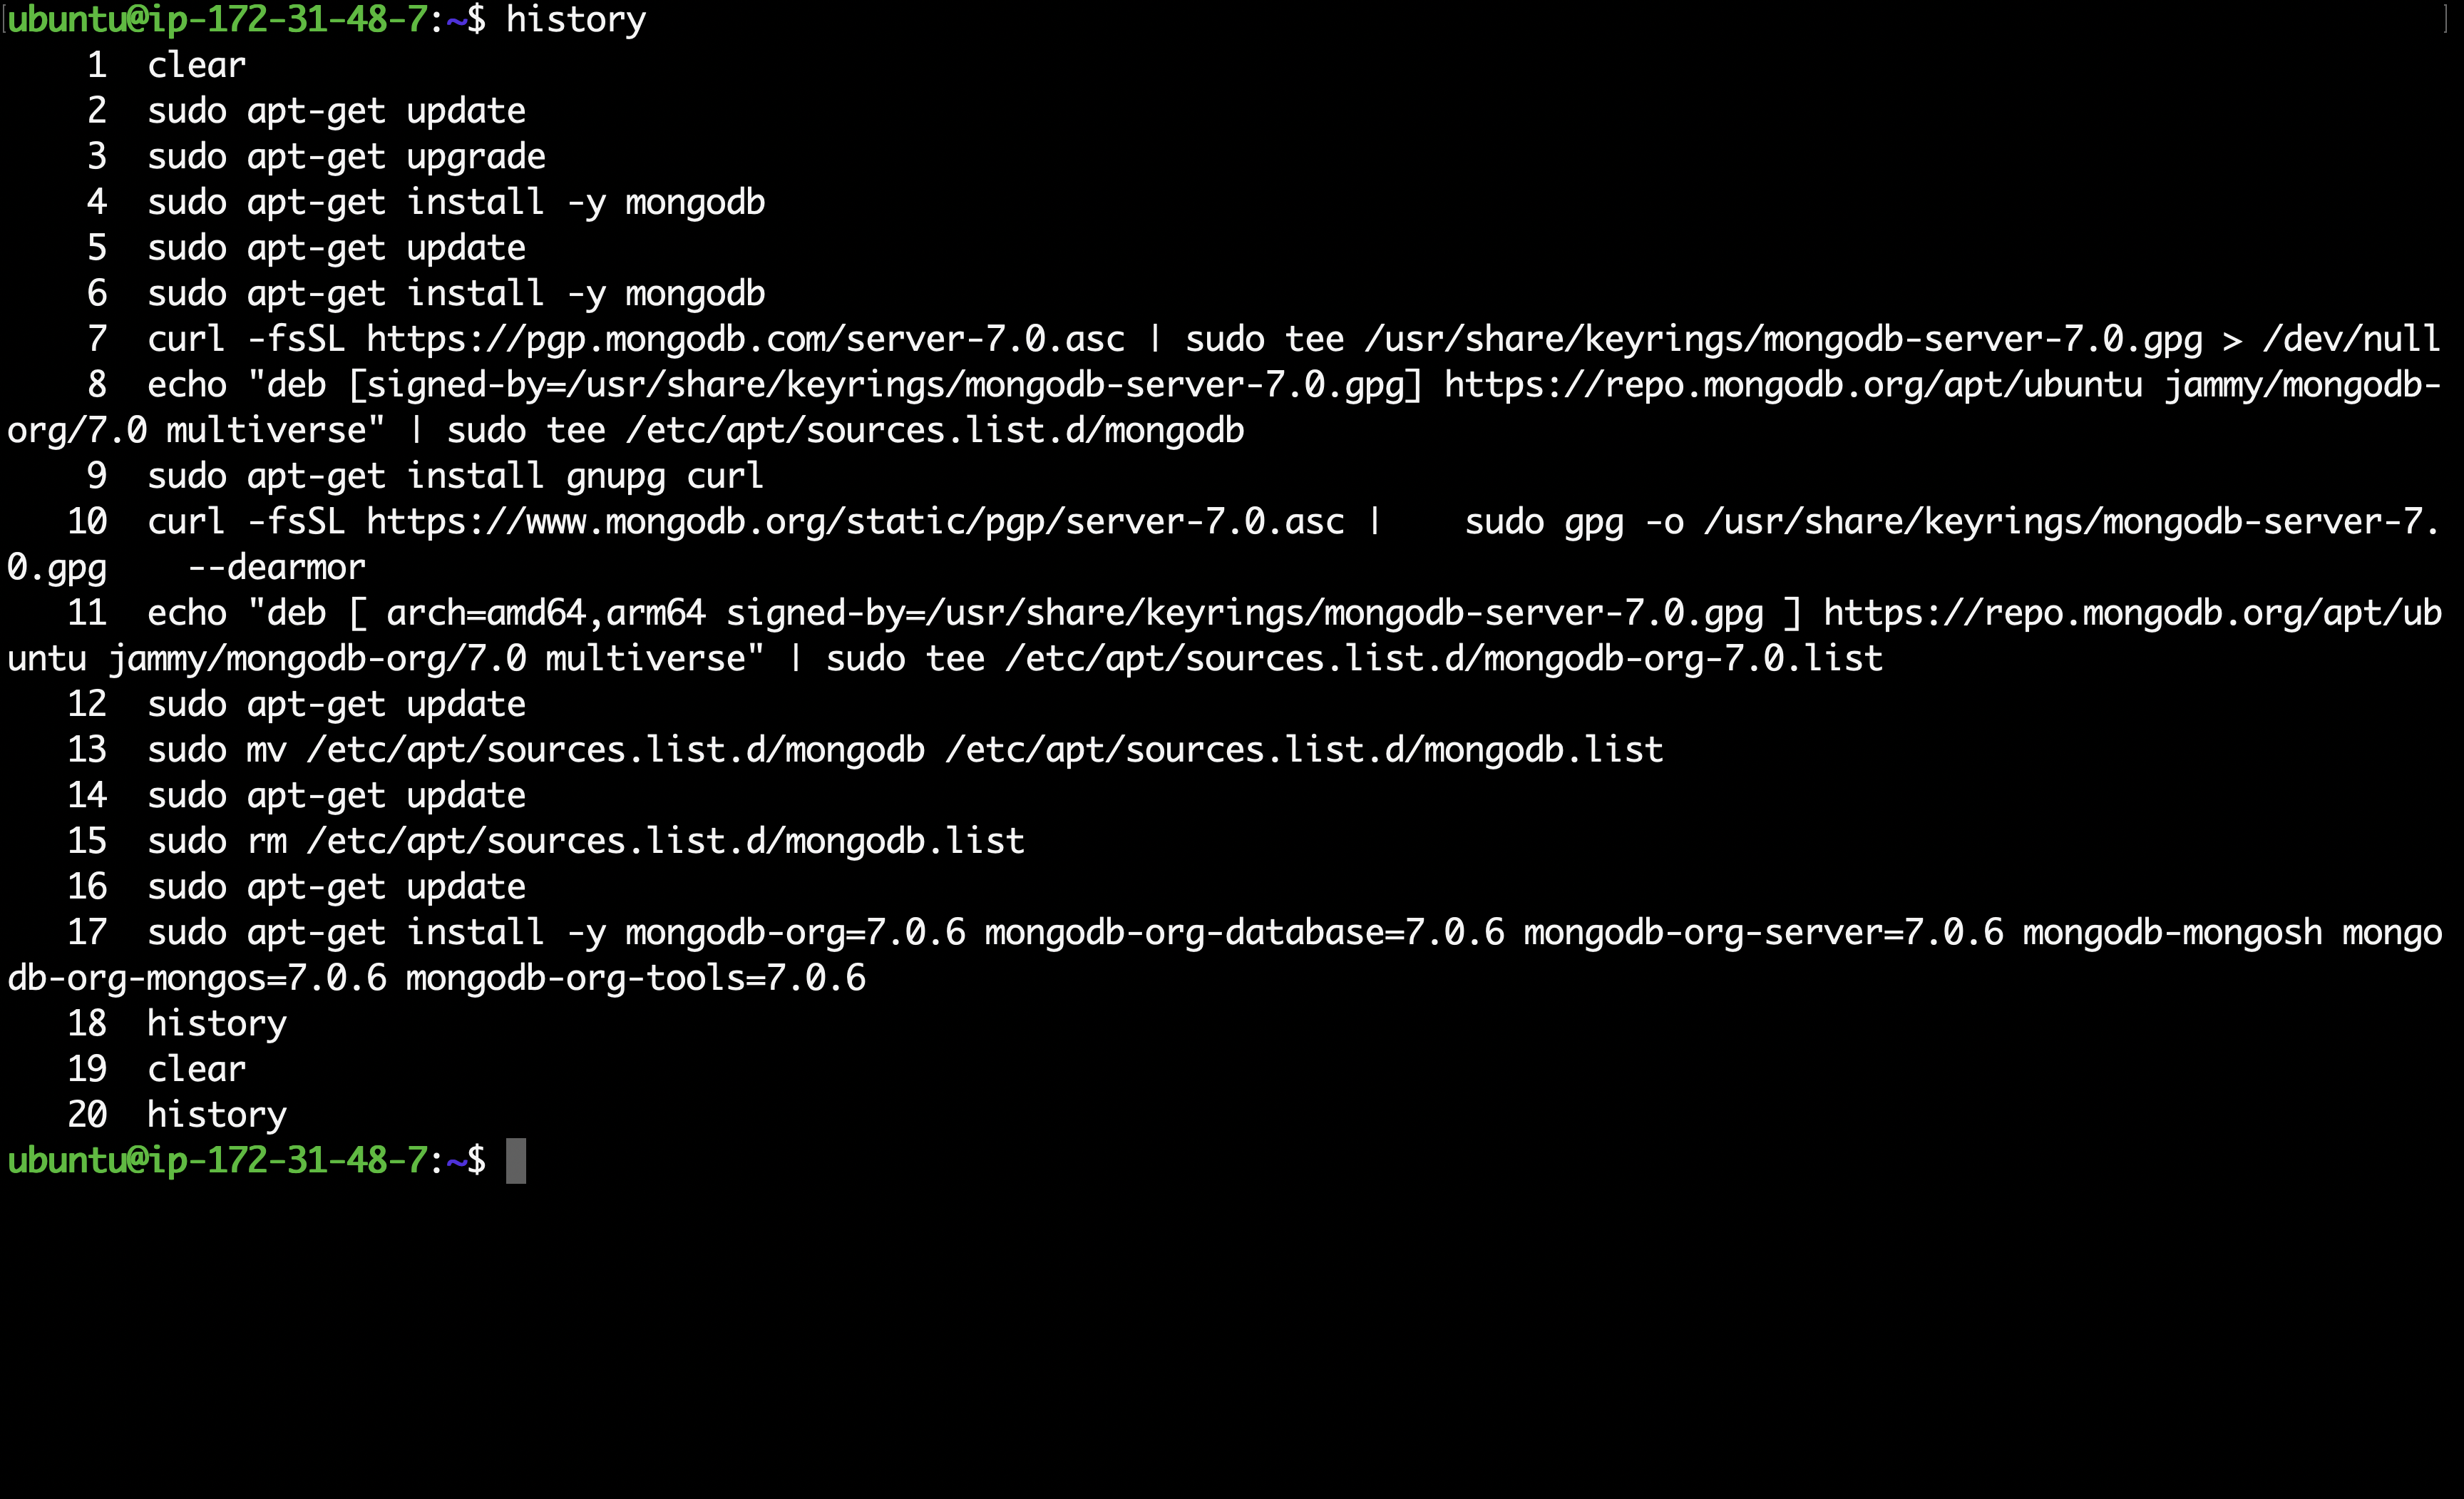 ubuntu@ip-172-31-48-7:~$ history
    1  clear
    2  sudo apt-get update
    3  sudo apt-get upgrade
    4  sudo apt-get install -y mongodb
    5  sudo apt-get update
    6  sudo apt-get install -y mongodb
    7  curl -fsSL https://pgp.mongodb.com/server-7.0.asc | sudo tee /usr/share/keyrings/mongodb-server-7.0.gpg > /dev/null
    8  echo "deb [signed-by=/usr/share/keyrings/mongodb-server-7.0.gpg] https://repo.mongodb.org/apt/ubuntu jammy/mongodb-
org/7.0 multiverse" | sudo tee /etc/apt/sources.list.d/mongodb
    9  sudo apt-get install gnupg curl
   10  curl -fsSL https://www.mongodb.org/static/pgp/server-7.0.asc |    sudo gpg -o /usr/share/keyrings/mongodb-server-7.
0.gpg    --dearmor
   11  echo "deb [ arch=amd64,arm64 signed-by=/usr/share/keyrings/mongodb-server-7.0.gpg ] https://repo.mongodb.org/apt/ub
untu jammy/mongodb-org/7.0 multiverse" | sudo tee /etc/apt/sources.list.d/mongodb-org-7.0.list
   12  sudo apt-get update
   13  sudo mv /etc/apt/sources.list.d/mongodb /etc/apt/sources.list.d/mongodb.list
   14  sudo apt-get update
   15  sudo rm /etc/apt/sources.list.d/mongodb.list
   16  sudo apt-get update
   17  sudo apt-get install -y mongodb-org=7.0.6 mongodb-org-database=7.0.6 mongodb-org-server=7.0.6 mongodb-mongosh mongo
db-org-mongos=7.0.6 mongodb-org-tools=7.0.6
   18  history
   19  clear
   20  history
ubuntu@ip-172-31-48-7:~$